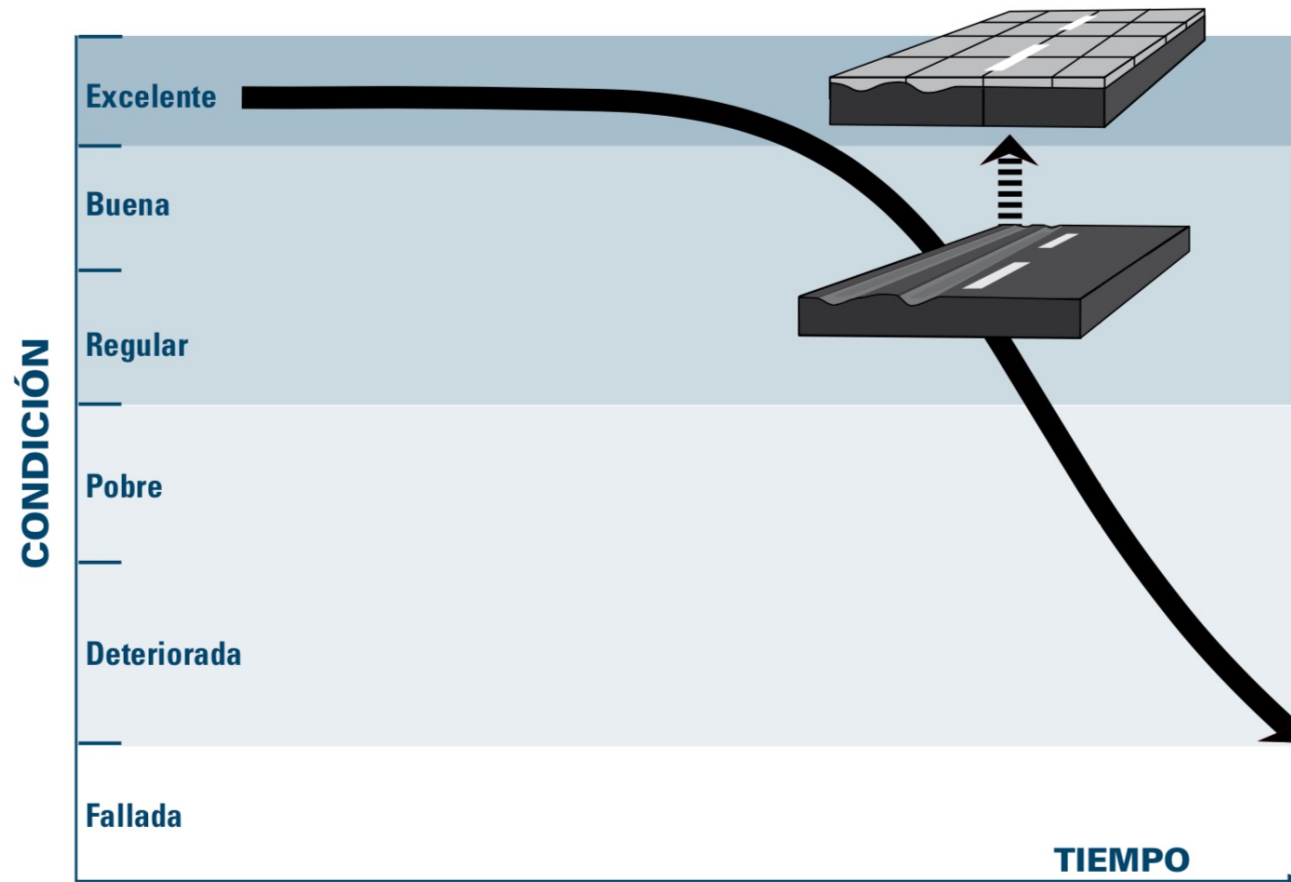 Excelente
Buena
Regular
Pobre
Deteriorada
Fallada
CONDICIÓN
TIEMPO